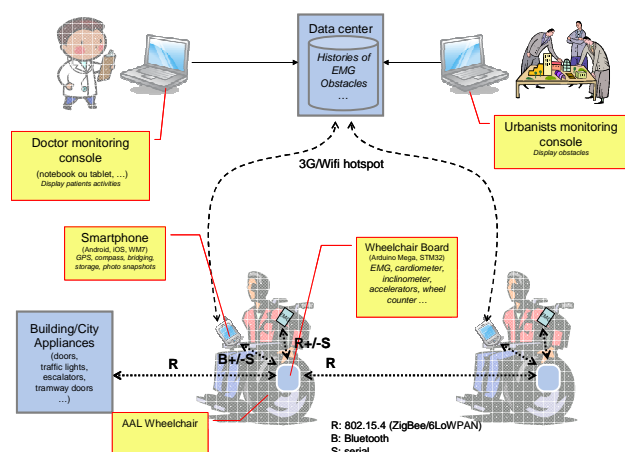 Data center
Histories of
EMG
Obstacles
…
Doctor monitoring
console
(notebook ou tablet, …)
Display patients activities
Urbanists monitoring
console
Display obstacles
3G/Wifi hotspot
Smartphone
(Android, iOS, WM7)
GPS, compass, bridging,
storage, photo snapshots
Wheelchair Board
(Arduino Mega, STM32)
EMG, cardiometer,
inclinometer,
accelerators, wheel
counter …
Building/City
Appliances
(doors,
traffic lights,
escalators,
tramway doors
…)
R
B+/-S
R+/-S
R
AAL Wheelchair
R: 802.15.4 (ZigBee/6LoWPAN)
B: Bluetooth
S: serial